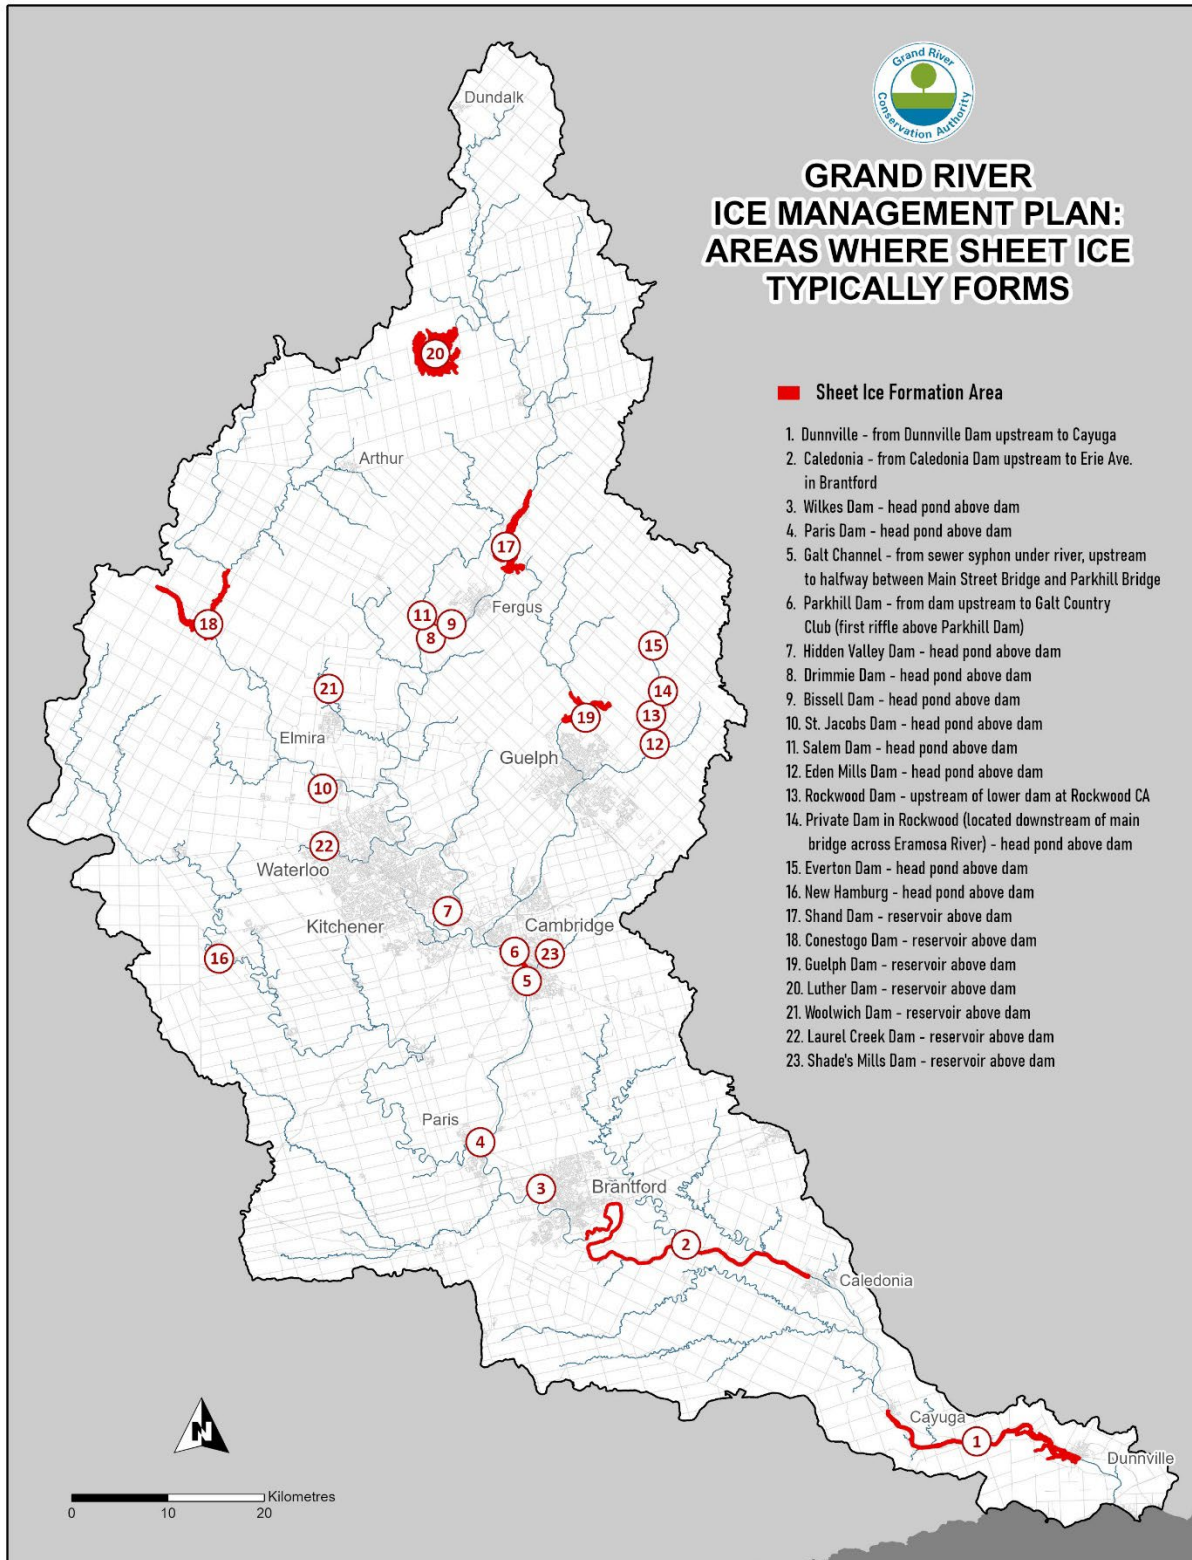 Grand River
Conservation Authority
GRAND RIVER
ICE MANAGEMENT PLAN:
AREAS WHERE SHEET ICE
TYPICALLY FORMS
Sheet Ice Formation Area
1. Dunnville - from Dunnville Dam upstream to Cayuga
2. Caledonia - from Caledonia Dam upstream to Erie Ave.
in Brantford
3. Wilkes Dam - head pond above dam
4. Paris Dam - head pond above dam
5. Galt Channel - from sewer syphon under river, upstream
to halfway between Main Street Bridge and Parkhill Bridge
6. Parkhill Dam - from dam upstream to Galt Country
Club (first riffle above Parkhill Dam)
7. Hidden Valley Dam - head pond above dam
8. Drimmie Dam - head pond above dam
9. Bissell Dam - head pond above dam
10. St. Jacobs Dam - head pond above dam
11. Salem Dam - head pond above dam
12. Eden Mills Dam - head pond above dam
13. Rockwood Dam - upstream of lower dam at Rockwood CA
14. Private Dam in Rockwood (located downstream of main
bridge across Eramosa River) - head pond above dam
15. Everton Dam - head pond above dam
16. New Hamburg - head pond above dam
17. Shand Dam - reservoir above dam
18. Conestogo Dam - reservoir above dam
19. Guelph Dam - reservoir above dam
20. Luther Dam - reservoir above dam
21. Woolwich Dam - reservoir above dam
22. Laurel Creek Dam - reservoir above dam
23. Shade's Mills Dam - reservoir above dam
Dundalk
20
Arthur
17
Fergus
11
9
8
18
15
21
14
13
19
12
Elmira
Guelph
10
22
Waterloo
7
Kitchener
Cambridge
6
23
16
5
Paris
4
3
Brantford
2
Caledonia
Cayuga
1
Dunnville
N
Kilometres
0
10
20